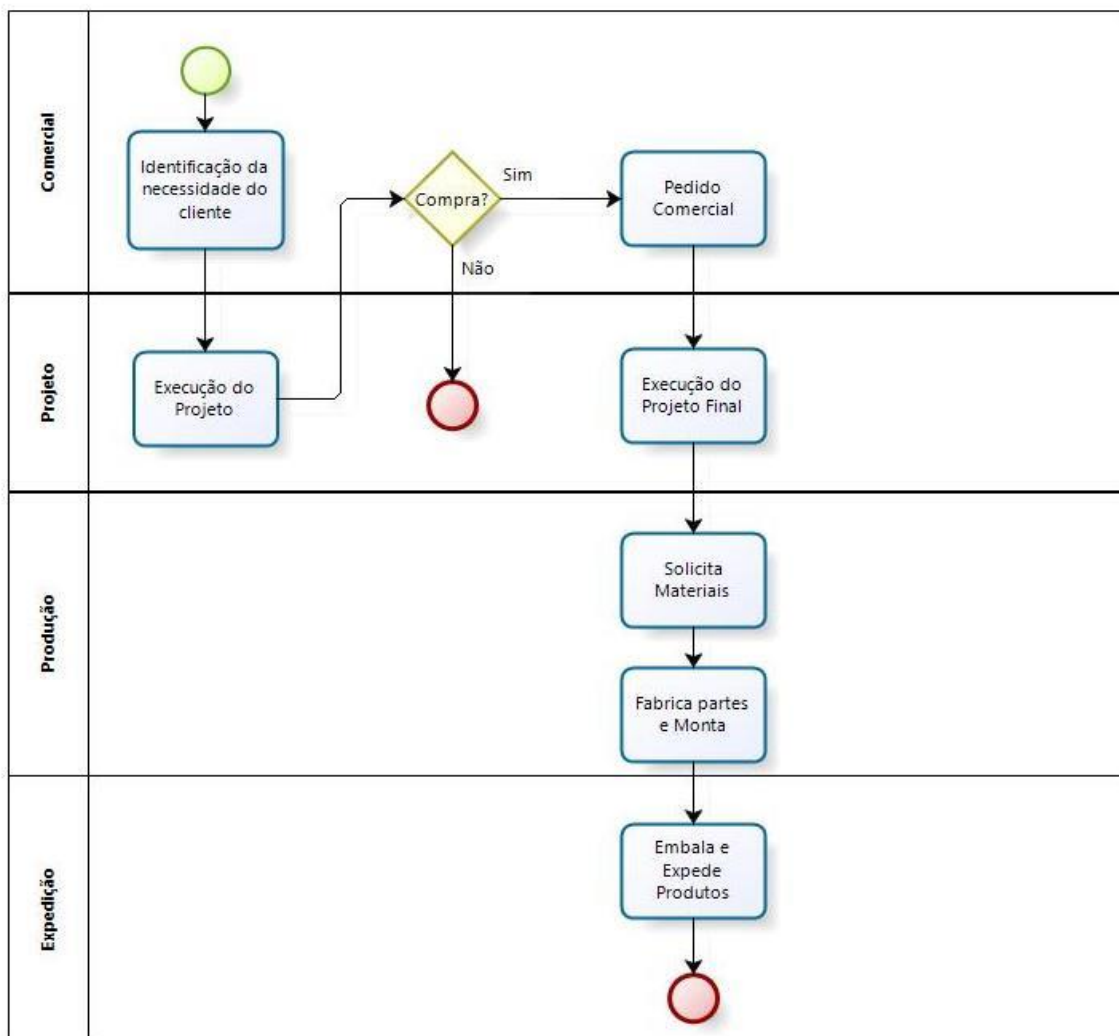 Comercial
Identificação da
necessidade do
cliente
Compra?
Sim
Não
Pedido
Comercial
Projeto
Execução do
Projeto
Execução do
Projeto Final
Produção
Solicita
Materiais
Fabrica partes
e Monta
Expedição
Embala e
Expede
Produtos